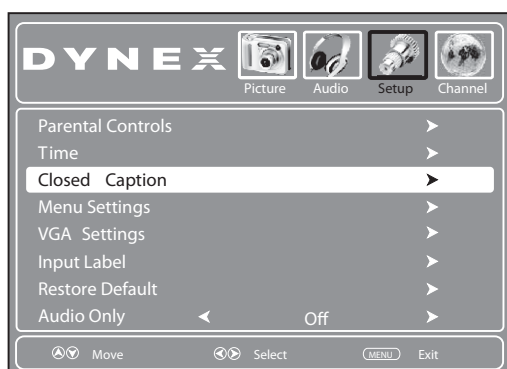 DYNEX
Picture Audio Setup Channel
Parental Controls
Time
Closed Caption
Menu Settings
VGA Settings
Input Label
Restore Default
Audio Only Off
Move Select MENU Exit